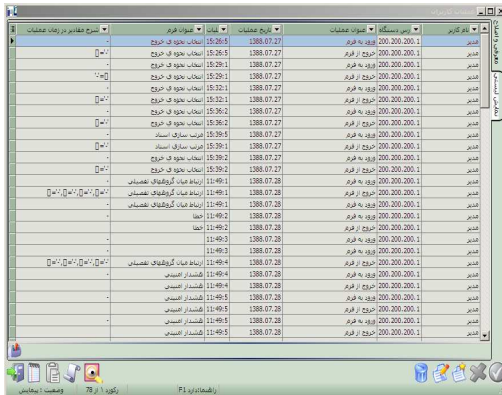 نام کاربر آدرس دستگاه عنوان عملیات تاریخ عملیات عنوان فرم شرح مقادیر در زمان عملیات
مدیر 200.200.200.1 ورود به فرم 1388.07.27 15:26:5 انتخاب نحوه ی خروج -
مدیر 200.200.200.1 خروج از فرم 1388.07.27 15:26:5 انتخاب نحوه ی خروج
مدیر 200.200.200.1 ورود به فرم 1388.07.27 15:29:1 انتخاب نحوه ی خروج -
مدیر 200.200.200.1 خروج از فرم 1388.07.27 15:29:1 انتخاب نحوه ی خروج
مدیر 200.200.200.1 ورود به فرم 1388.07.27 15:32:1 انتخاب نحوه ی خروج -
مدیر 200.200.200.1 خروج از فرم 1388.07.27 15:32:1 انتخاب نحوه ی خروج
مدیر 200.200.200.1 ورود به فرم 1388.07.27 15:36:2 انتخاب نحوه ی خروج -
مدیر 200.200.200.1 خروج از فرم 1388.07.27 15:36:2 انتخاب نحوه ی خروج
مدیر 200.200.200.1 ورود به فرم 1388.07.27 15:39:5 مرتب سازی اسناد -
مدیر 200.200.200.1 خروج از فرم 1388.07.27 15:39:1 مرتب سازی اسناد
مدیر 200.200.200.1 ورود به فرم 1388.07.27 15:39:2 انتخاب نحوه ی خروج -
مدیر 200.200.200.1 خروج از فرم 1388.07.27 15:39:2 انتخاب نحوه ی خروج
مدیر 200.200.200.1 ورود به فرم 1388.07.28 11:49:1 ارتباط میان گروههای تفصیلی -
مدیر 200.200.200.1 خروج از فرم 1388.07.28 11:49:1 ارتباط میان گروههای تفصیلی
مدیر 200.200.200.1 ورود به فرم 1388.07.28 11:49:1 ارتباط میان گروههای تفصیلی -
مدیر 200.200.200.1 ورود به فرم 1388.07.28 11:49:2 خطا -
مدیر 200.200.200.1 خروج از فرم 1388.07.28 11:49:2 خطا
مدیر 200.200.200.1 ورود به فرم 1388.07.28 11:49:3 -
مدیر 200.200.200.1 خروج از فرم 1388.07.28 11:49:3 -
مدیر 200.200.200.1 خروج از فرم 1388.07.28 11:49:4 ارتباط میان گروههای تفصیلی
مدیر 200.200.200.1 ورود به فرم 1388.07.28 11:49:4 هشدار امنیتی -
مدیر 200.200.200.1 خروج از فرم 1388.07.28 11:49:4 هشدار امنیتی
مدیر 200.200.200.1 ورود به فرم 1388.07.28 11:49:5 هشدار امنیتی -
مدیر 200.200.200.1 خروج از فرم 1388.07.28 11:49:5 هشدار امنیتی
مدیر 200.200.200.1 ورود به فرم 1388.07.28 11:49:5 هشدار امنیتی -
معرفی و اصلاح
نمایش لیستی
راهنما:دارد F1 رکورد 1 از 78 وضعیت : پیمایش